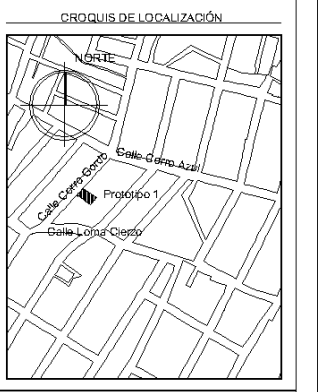 CROQUIS DE LOCALIZACIÓN
NORTE
Calle Cerro Azul
Calle Cerro Gordo
Prototipo 1
Calle Loma Cierzo